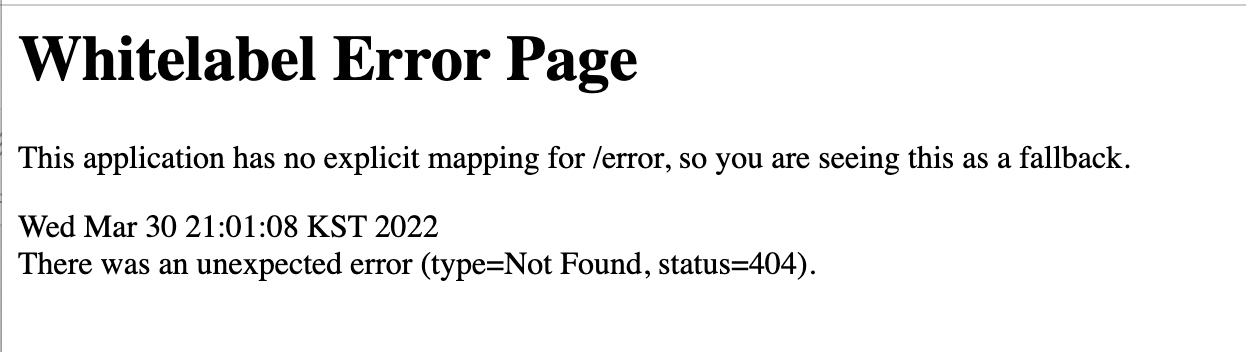 Whitelabel Error Page
This application has no explicit mapping for /error, so you are seeing this as a fallback.
Wed Mar 30 21:01:08 KST 2022
There was an unexpected error (type=Not Found, status=404).